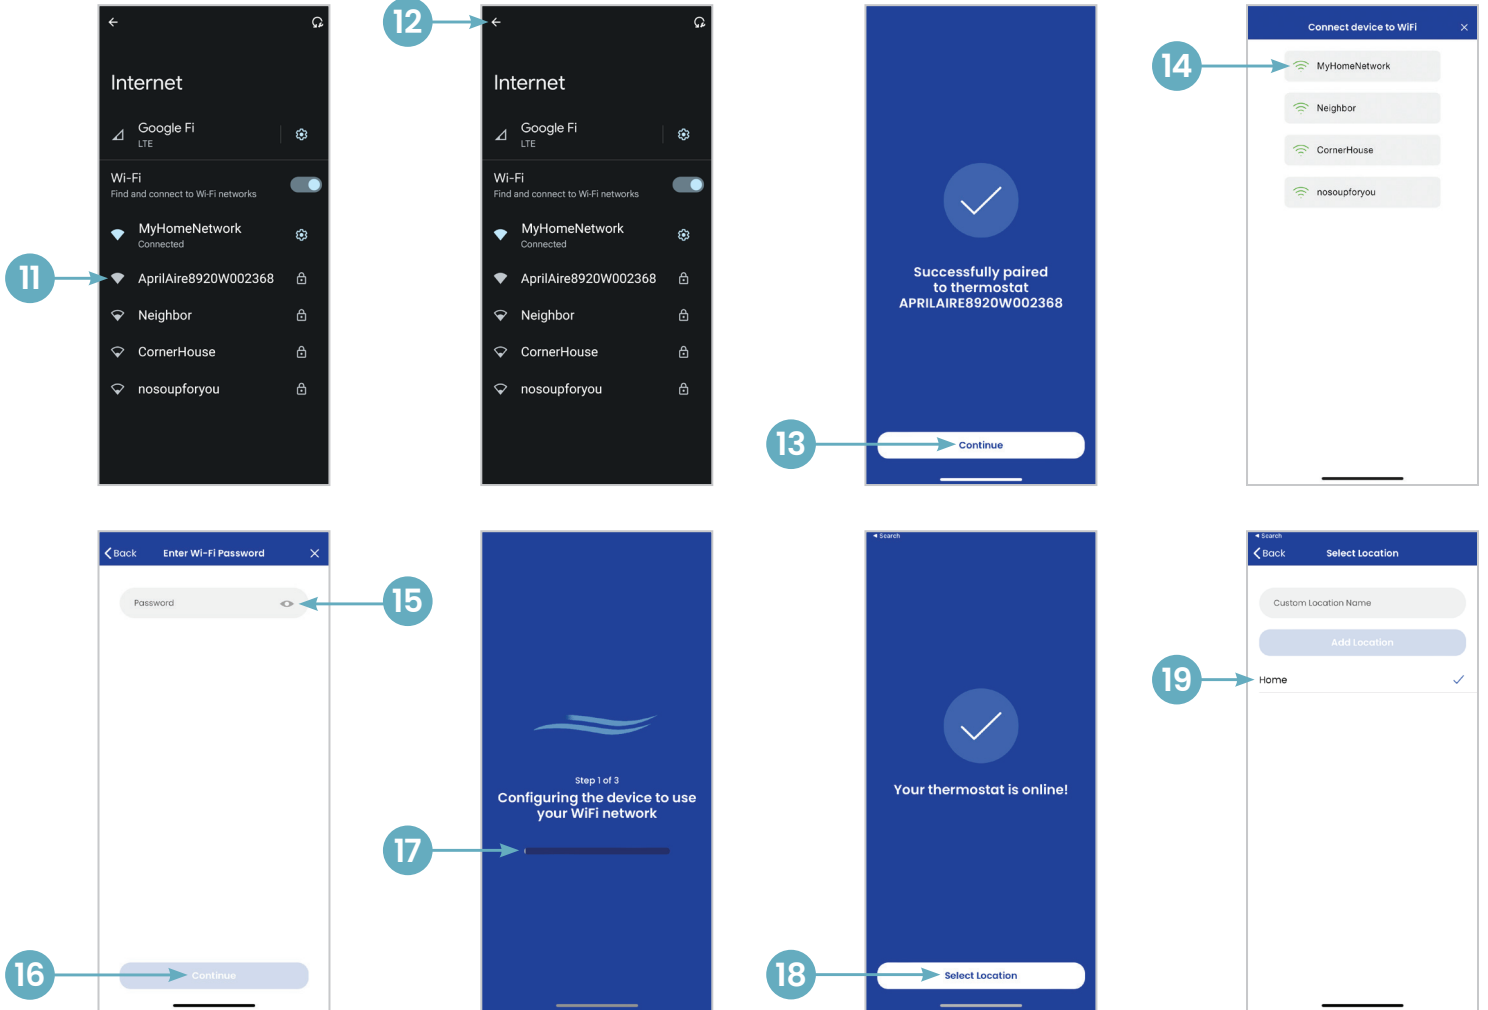 11
Internet
Google Fi
LTE
Wi-Fi
Find and connect to Wi-Fi networks
MyHomeNetwork
Connected
AprilAire8920W002368
Neighbor
CornerHouse
nosoupforyou
12
Internet
Google Fi
LTE
Wi-Fi
Find and connect to Wi-Fi networks
MyHomeNetwork
Connected
AprilAire8920W002368
Neighbor
CornerHouse
nosoupforyou
Successfully paired
to thermostat
APRILAIRE8920W002368
13
Continue
Connect device to WiFi
14
MyHomeNetwork
Neighbor
CornerHouse
nosoupforyou
Back
Enter Wi-Fi Password
Password
15
16
Continue
Step 1 of 3
Configuring the device to use
your WiFi network
17
Search
Your thermostat is online!
18
Select Location
Search
Back
Select Location
Custom Location Name
Add Location
19
Home